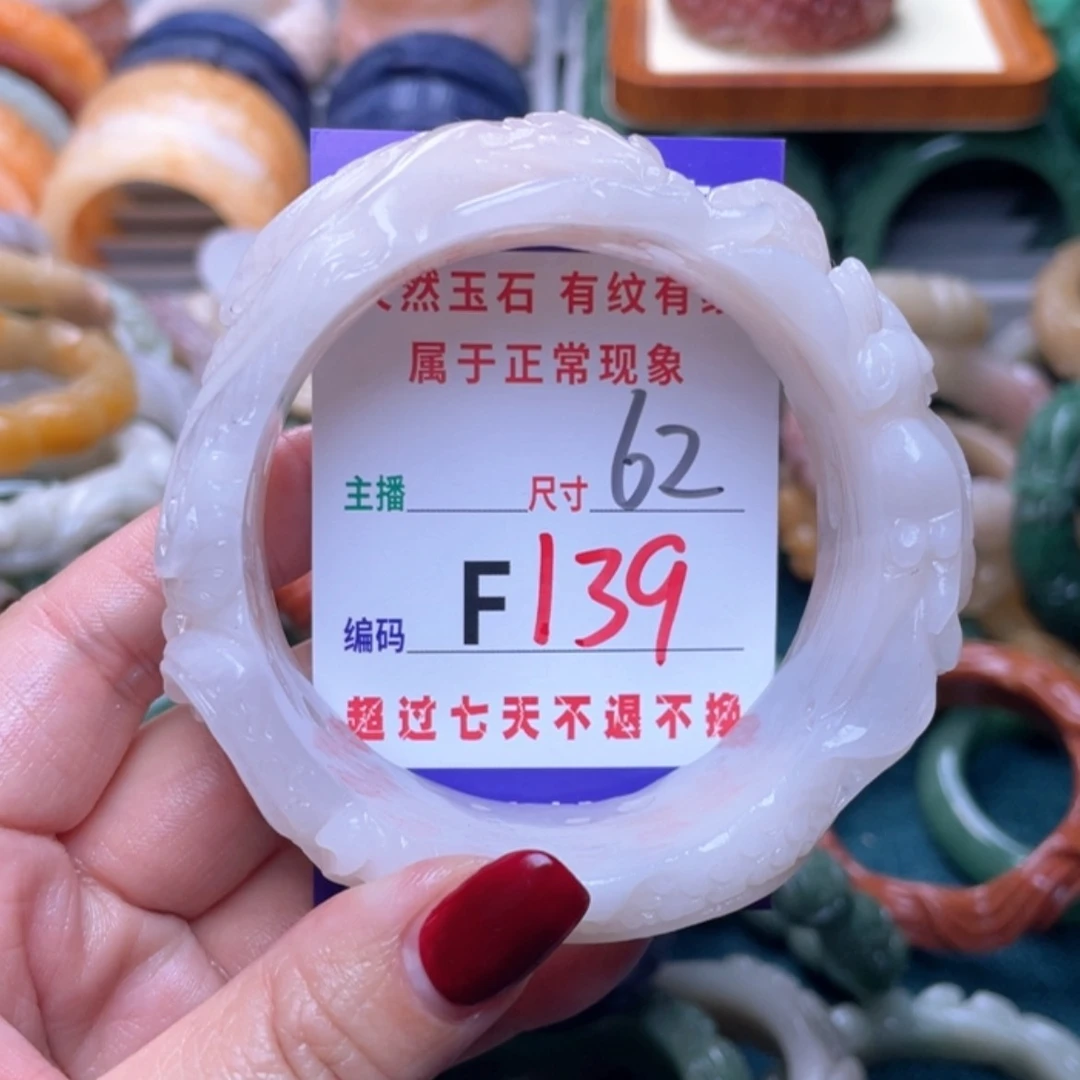 然玉石 有纹有
属于正常现象
主播 尺寸 62
编码 F139
超过七天不退不换